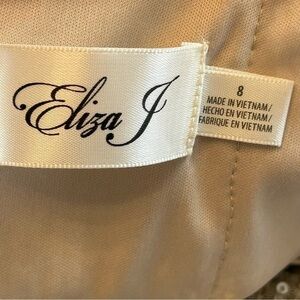 Eliza J
8
MADE IN VIETNAM/
HECHO EN VIETNAM/
FABRIQUE EN VIETNAM